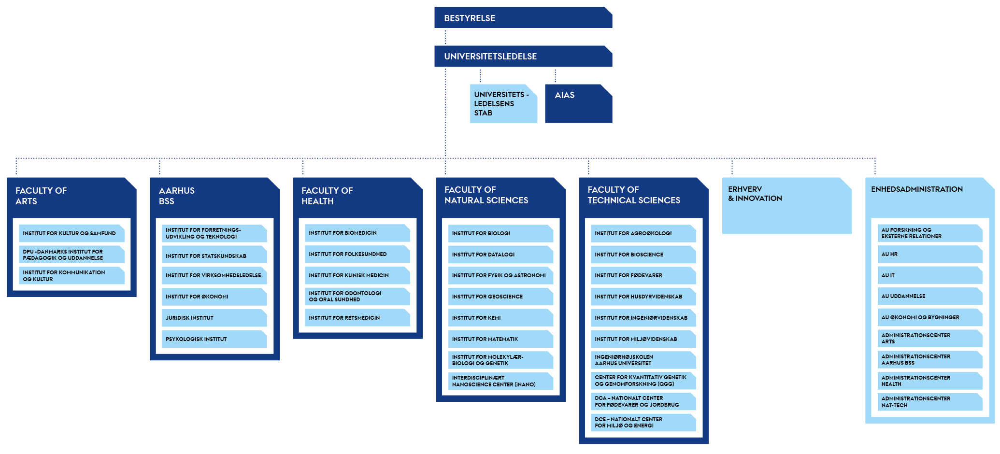 BESTYRELSE
UNIVERSITETSLEDELSE
UNIVERSITETS -
LEDELSENS
STAB
AIAS
FACULTY OF
ARTS
INSTITUT FOR KULTUR OG SAMFUND
DPU -DANMARKS INSTITUT FOR
PÆDAGOGIK OG UDDANNELSE
INSTITUT FOR KOMMUNIKATION
OG KULTUR
AARHUS
BSS
INSTITUT FOR FORRETNINGS-
UDVIKLING OG TEKNOLOGI
INSTITUT FOR STATSKUNDSKAB
INSTITUT FOR VIRKSOMHEDSLEDELSE
INSTITUT FOR ØKONOMI
JURIDISK INSTITUT
PSYKOLOGISK INSTITUT
FACULTY OF
HEALTH
INSTITUT FOR BIOMEDICIN
INSTITUT FOR FOLKESUNDHED
INSTITUT FOR KLINISK MEDICIN
INSTITUT FOR ODONTOLOGI
OG ORAL SUNDHED
INSTITUT FOR RETSMEDICIN
FACULTY OF
NATURAL SCIENCES
INSTITUT FOR BIOLOGI
INSTITUT FOR DATALOGI
INSTITUT FOR FYSIK OG ASTRONOMI
INSTITUT FOR GEOSCIENCE
INSTITUT FOR KEMI
INSTITUT FOR MATEMATIK
INSTITUT FOR MOLEKYLÆR-
BIOLOGI OG GENETIK
INTERDISCIPLINÆRT
NANOSCIENCE CENTER (iNANO)
FACULTY OF
TECHNICAL SCIENCES
INSTITUT FOR AGROØKOLOGI
INSTITUT FOR BIOSCIENCE
INSTITUT FOR FØDEVARER
INSTITUT FOR HUSDYRVIDENSKAB
INSTITUT FOR INGENIØRVIDENSKAB
INSTITUT FOR MILJØVIDENSKAB
INGENIØRHØJSKOLEN
AARHUS UNIVERSITET
CENTER FOR KVANTITATIV GENETIK
OG GENOMFORSKNING (QGG)
DCA – NATIONALT CENTER
FOR FØDEVARER OG JORDBRUG
DCE – NATIONALT CENTER
FOR MILJØ OG ENERGI
ERHVERV
& INNOVATION
ENHEDSADMINISTRATION
AU FORSKNING OG
EKSTERNE RELATIONER
AU HR
AU IT
AU UDDANNELSE
AU ØKONOMI OG BYGNINGER
ADMINISTRATIONSCENTER
ARTS
ADMINISTRATIONSCENTER
AARHUS BSS
ADMINISTRATIONSCENTER
HEALTH
ADMINISTRATIONSCENTER
NAT-TECH